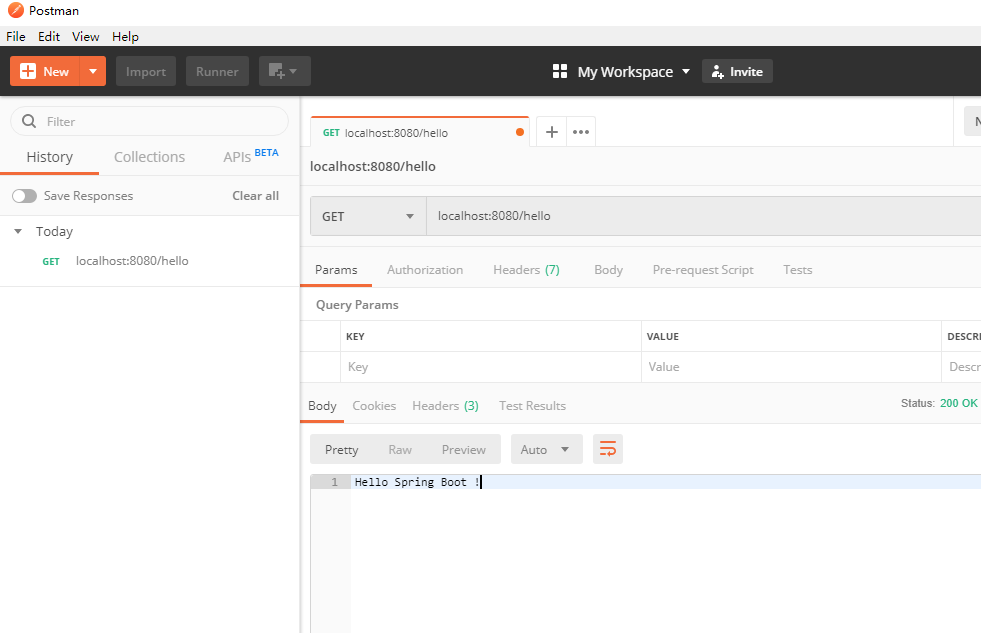 Postman
File Edit View Help
New Import Runner My Workspace Invite
Filter
History Collections APIs BETA
Save Responses Clear all
Today
GET localhost:8080/hello
GET localhost:8080/hello
localhost:8080/hello
GET localhost:8080/hello
Params Authorization Headers (7) Body Pre-request Script Tests
Query Params
KEY VALUE DESCRI
Key Value Descr
Body Cookies Headers (3) Test Results Status: 200 OK
Pretty Raw Preview Auto
1 Hello Spring Boot !